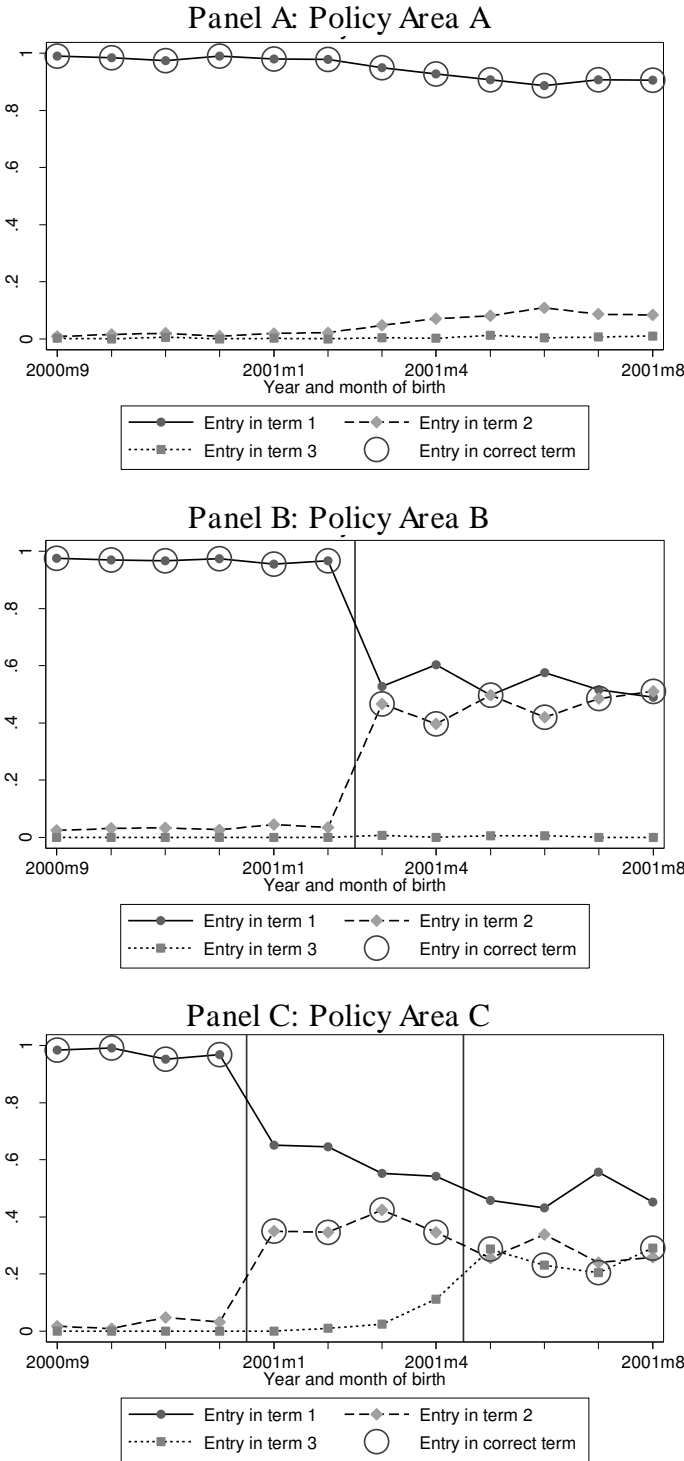 Panel A: Policy Area A
1
.8
.6
.4
.2
0
2000m9 2001m1 2001m4 2001m8
Year and month of birth
Entry in term 1 Entry in term 2
Entry in term 3 Entry in correct term
Panel B: Policy Area B
1
.8
.6
.4
.2
0
2000m9 2001m1 2001m4 2001m8
Year and month of birth
Entry in term 1 Entry in term 2
Entry in term 3 Entry in correct term
Panel C: Policy Area C
1
.8
.6
.4
.2
0
2000m9 2001m1 2001m4 2001m8
Year and month of birth
Entry in term 1 Entry in term 2
Entry in term 3 Entry in correct term